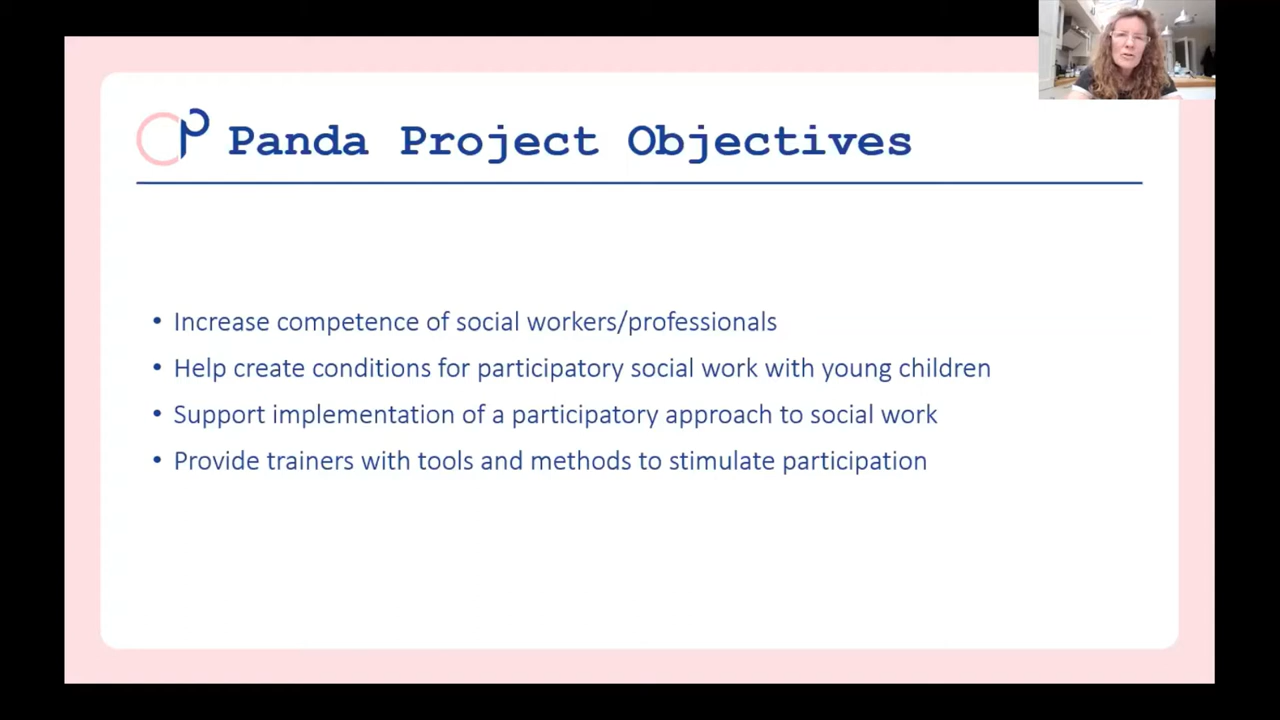 Panda Project Objectives
• Increase competence of social workers/professionals
• Help create conditions for participatory social work with young children
• Support implementation of a participatory approach to social work
• Provide trainers with tools and methods to stimulate participation